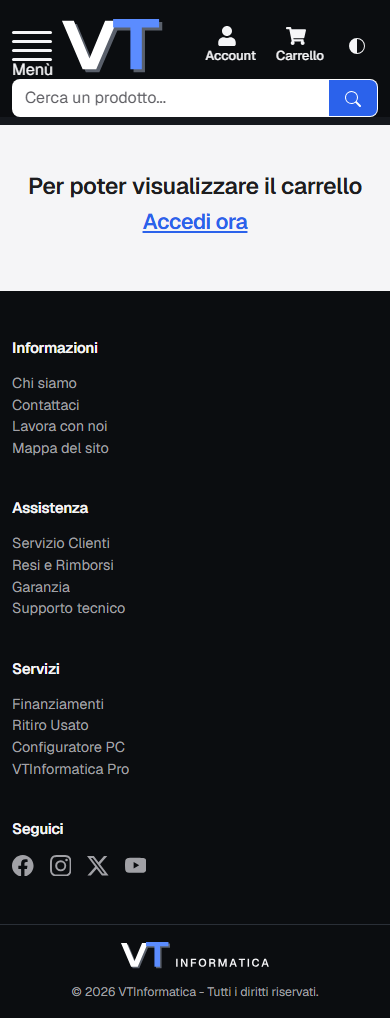 Menù
VT
Account
Carrello
Cerca un prodotto...
Per poter visualizzare il carrello
Accedi ora
Informazioni
Chi siamo
Contattaci
Lavora con noi
Mappa del sito
Assistenza
Servizio Clienti
Resi e Rimborsi
Garanzia
Supporto tecnico
Servizi
Finanziamenti
Ritiro Usato
Configuratore PC
VTInformatica Pro
Seguici
VT INFORMATICA
© 2026 VTInformatica - Tutti i diritti riservati.